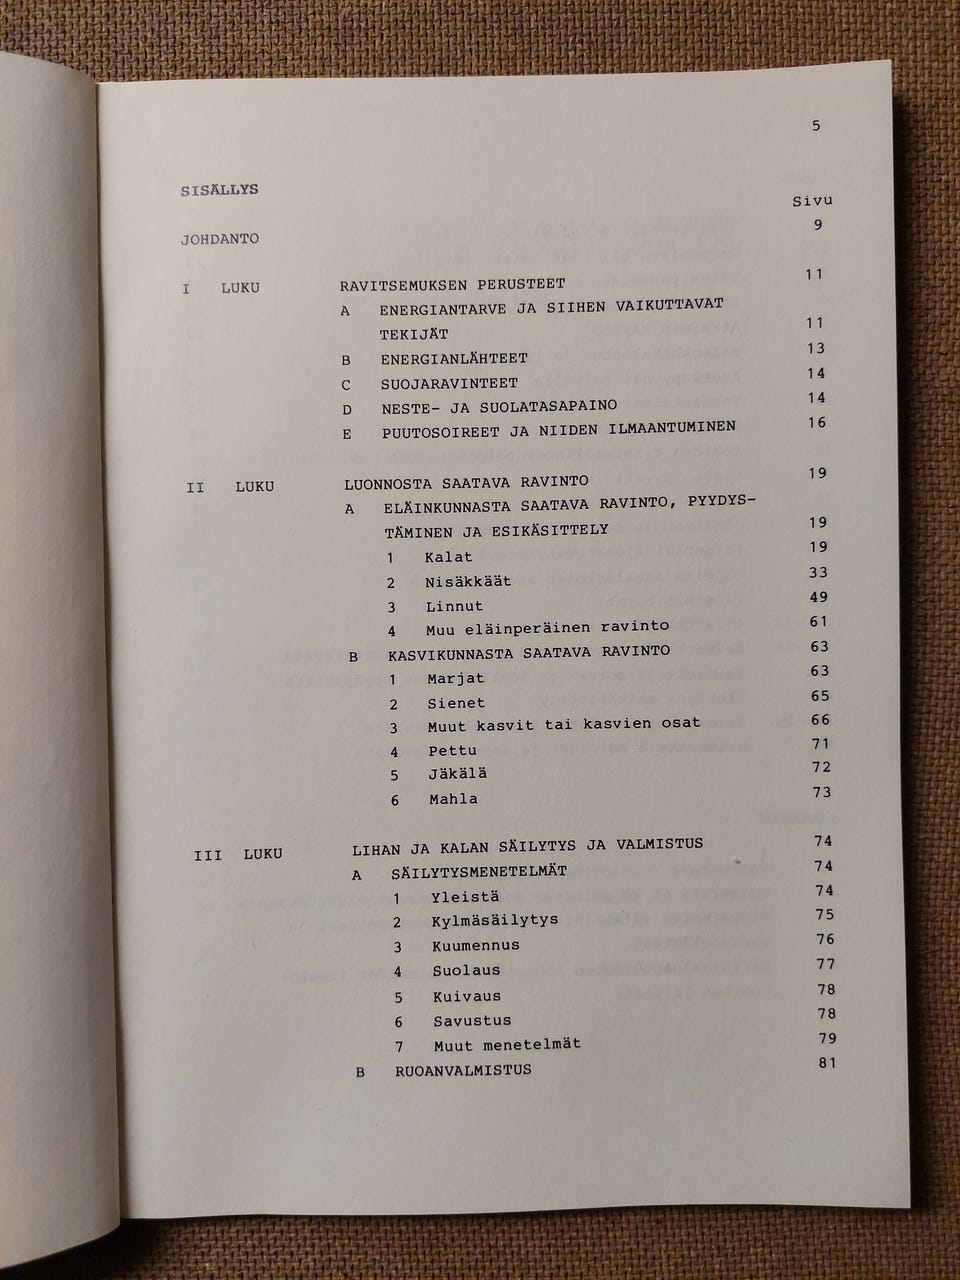 5
SISÄLLYS
Sivu
JOHDANTO 9
I LUKU RAVITSEMUKSEN PERUSTEET 11
A ENERGIANTARVE JA SIIHEN VAIKUTTAVAT
TEKIJÄT 11
B ENERGIANLÄHTEET 13
C SUOJARAVINTEET 14
D NESTE- JA SUOLATASAPAINO 14
E PUUTOSOIREET JA NIIDEN ILMAANTUMINEN 16
II LUKU LUONNOSTA SAATAVA RAVINTO 19
A ELÄINKUNNASTA SAATAVA RAVINTO, PYYDYS-
TÄMINEN JA ESIKÄSITTELY 19
1 Kalat 19
2 Nisäkkäät 33
3 Linnut 49
4 Muu eläinperäinen ravinto 61
B KASVIKUNNASTA SAATAVA RAVINTO 63
1 Marjat 63
2 Sienet 65
3 Muut kasvit tai kasvien osat 66
4 Pettu 71
5 Jäkälä 72
6 Mahla 73
III LUKU LIHAN JA KALAN SÄILYTYS JA VALMISTUS 74
A SÄILYTYSMENETELMÄT 74
1 Yleistä 74
2 Kylmäsäilytys 75
3 Kuumennus 76
4 Suolaus 77
5 Kuivaus 78
6 Savustus 78
7 Muut menetelmät 79
B RUOANVALMISTUS 81